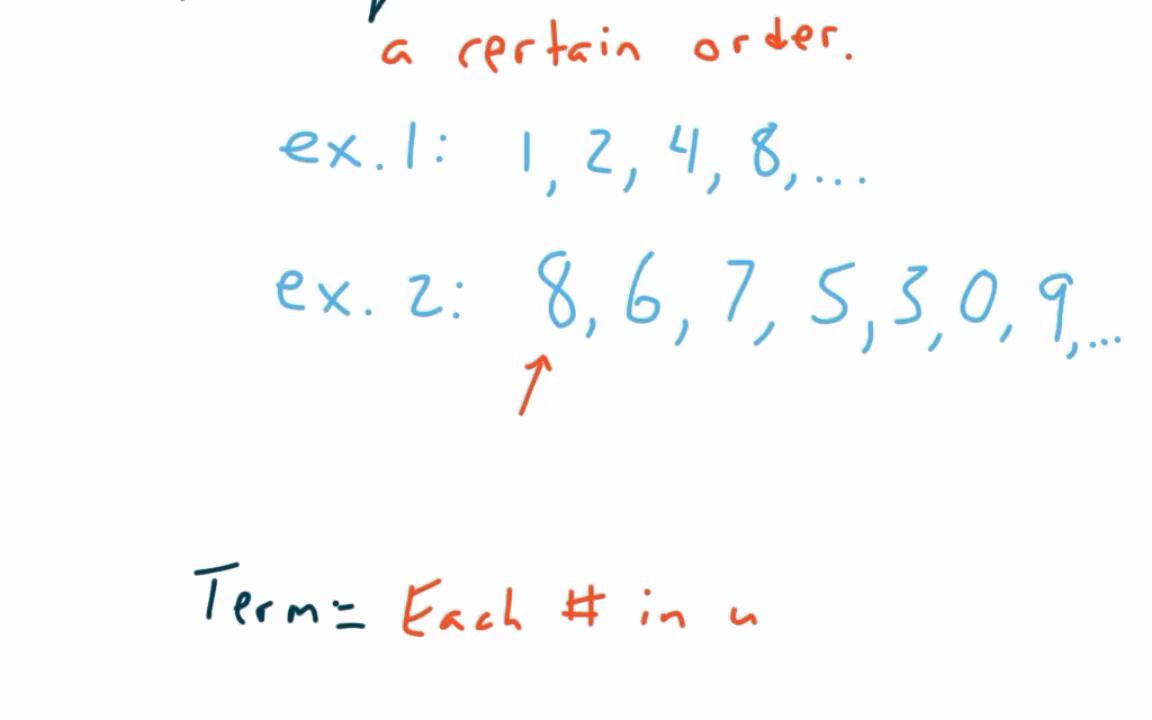 a certain order.
ex.1: 1, 2, 4, 8, ...
ex. 2: 8, 6, 7, 5, 3, 0, 9, ...
Term = Each # in